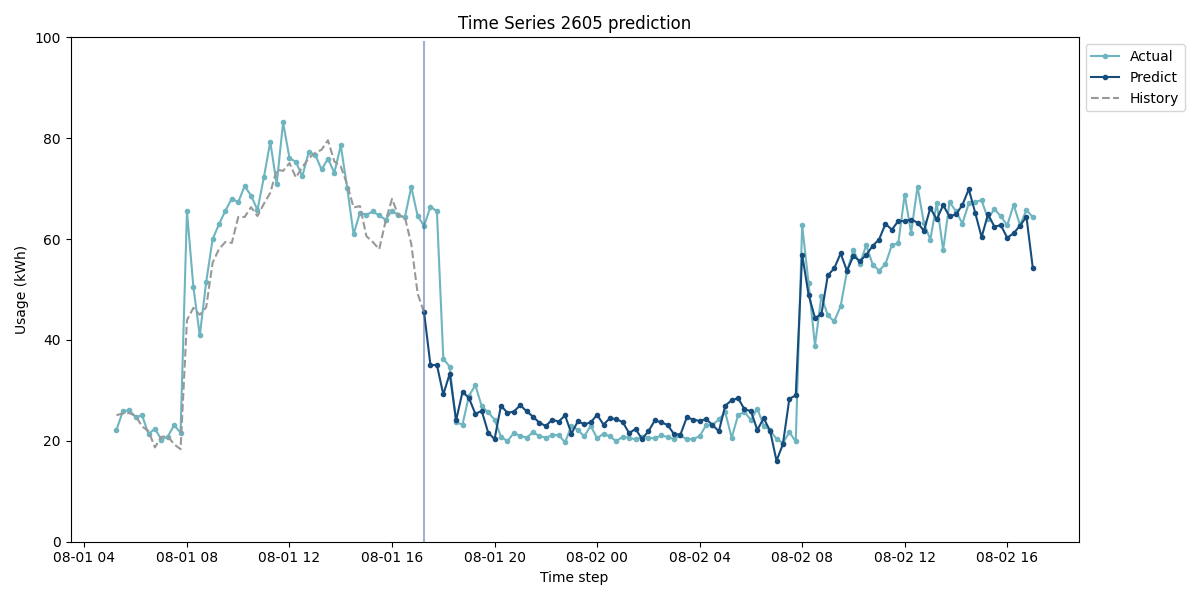 Time Series 2605 prediction
100
80
60
40
20
0
Usage (kWh)
08-01 04
08-01 08
08-01 12
08-01 16
08-01 20
08-02 00
08-02 04
08-02 08
08-02 12
08-02 16
Time step
Actual
Predict
History